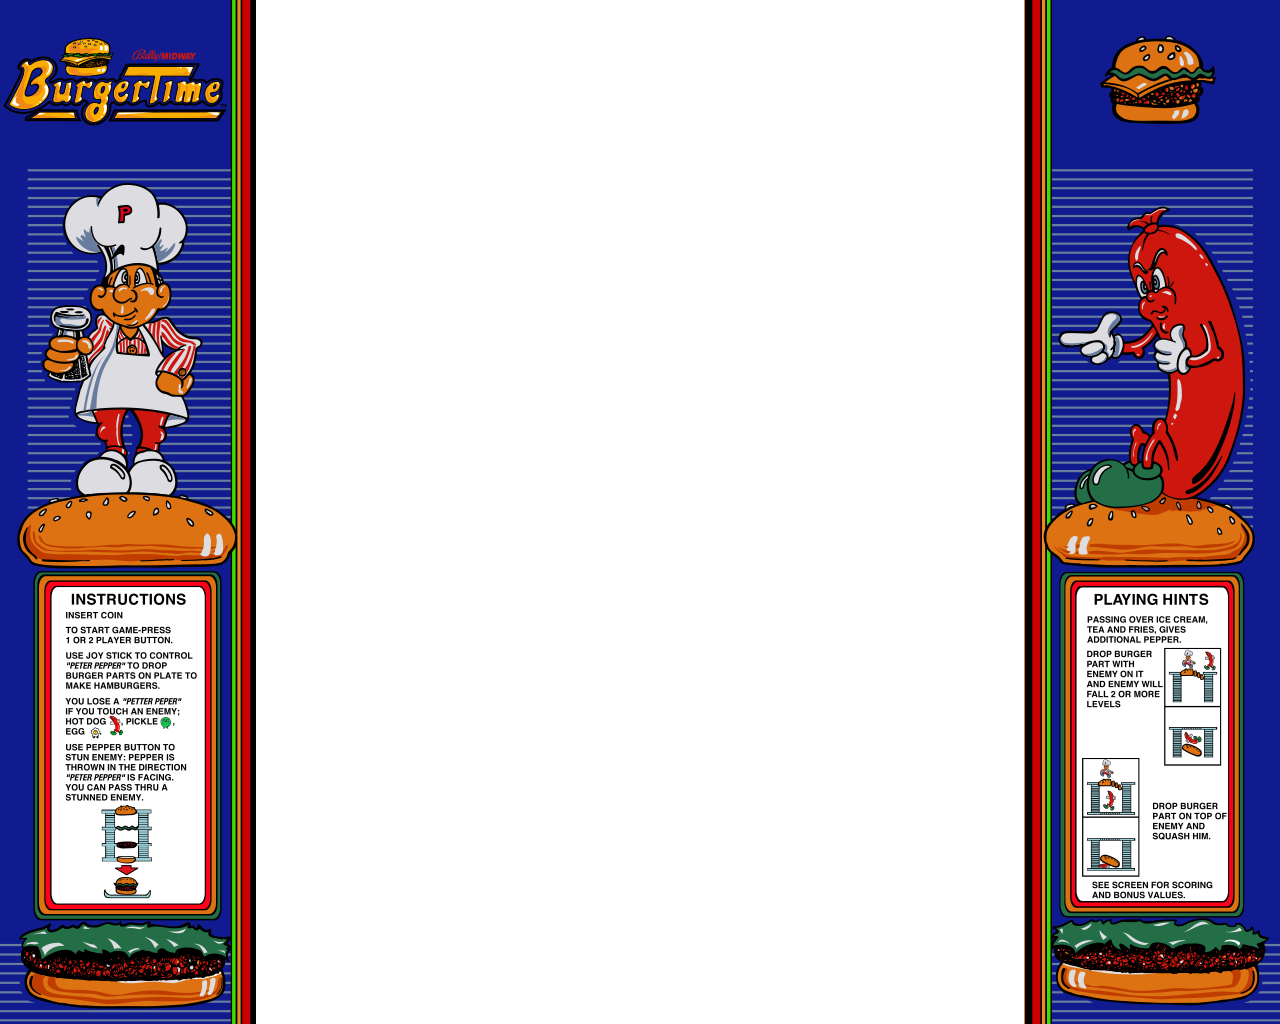 Bally MIDWAY
BurgerTime
P
INSTRUCTIONS
INSERT COIN
TO START GAME-PRESS
1 OR 2 PLAYER BUTTON.
USE JOY STICK TO CONTROL
"PETER PEPPER" TO DROP
BURGER PARTS ON PLATE TO
MAKE HAMBURGERS.
YOU LOSE A "PETTER PEPER"
IF YOU TOUCH AN ENEMY;
HOT DOG , PICKLE ,
EGG
USE PEPPER BUTTON TO
STUN ENEMY: PEPPER IS
THROWN IN THE DIRECTION
"PETER PEPPER" IS FACING.
YOU CAN PASS THRU A
STUNNED ENEMY.
PLAYING HINTS
PASSING OVER ICE CREAM,
TEA AND FRIES, GIVES
ADDITIONAL PEPPER.
DROP BURGER
PART WITH
ENEMY ON IT
AND ENEMY WILL
FALL 2 OR MORE
LEVELS
DROP BURGER
PART ON TOP OF
ENEMY AND
SQUASH HIM.
SEE SCREEN FOR SCORING
AND BONUS VALUES.